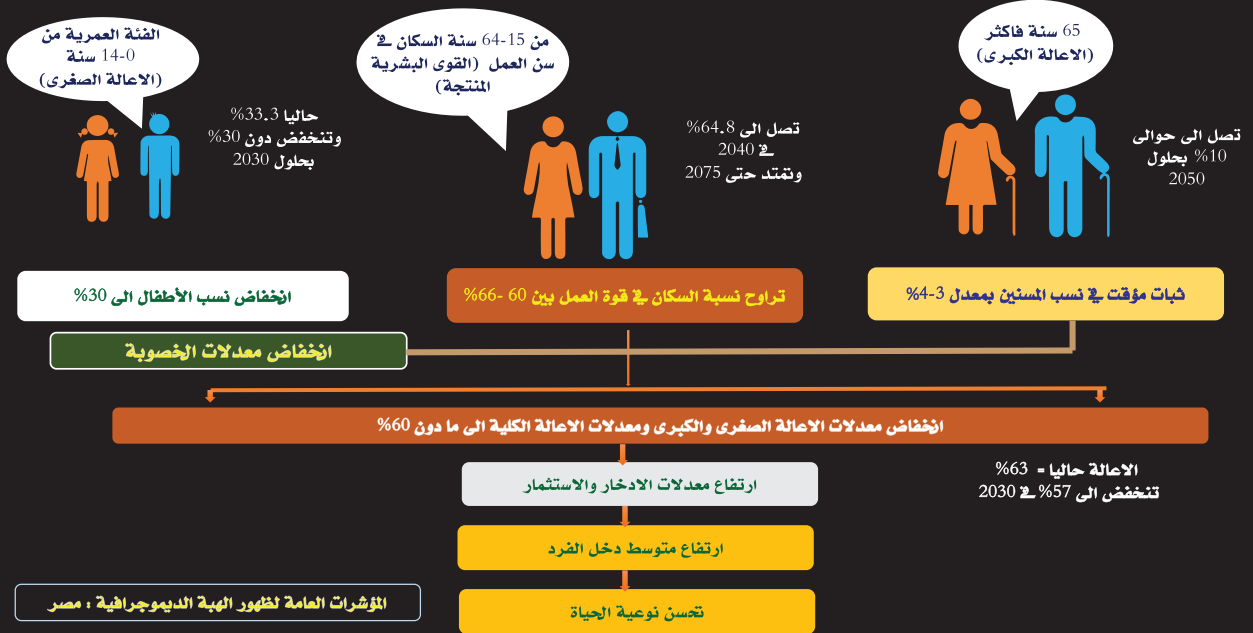 65 سنة فاكثر
(الاعالة الكبرى)
تصل الى حوالى
10% بحلول
2050
من 15-64 سنة السكان في
سن العمل (القوى البشرية
المنتجة)
تصل الى 64.8%
في 2040
وتمتد حتى 2075
الفئة العمرية من
0-14 سنة
(الاعالة الصغرى)
حاليا 33.3%
وتنخفض دون 30%
بحلول 2030
ثبات مؤقت في نسب المسنين بمعدل 3-4%
تراوح نسبة السكان في قوة العمل بين 60 -66%
انخفاض نسب الأطفال الى 30%
انخفاض معدلات الخصوبة
انخفاض معدلات الاعالة الصغرى والكبرى ومعدلات الاعالة الكلية الى ما دون 60%
الاعالة حاليا = 63%
تنخفض الى 57% في 2030
ارتفاع معدلات الادخار والاستثمار
ارتفاع متوسط دخل الفرد
تحسن نوعية الحياة
المؤشرات العامة لظهور الهبة الديموجرافية : مصر